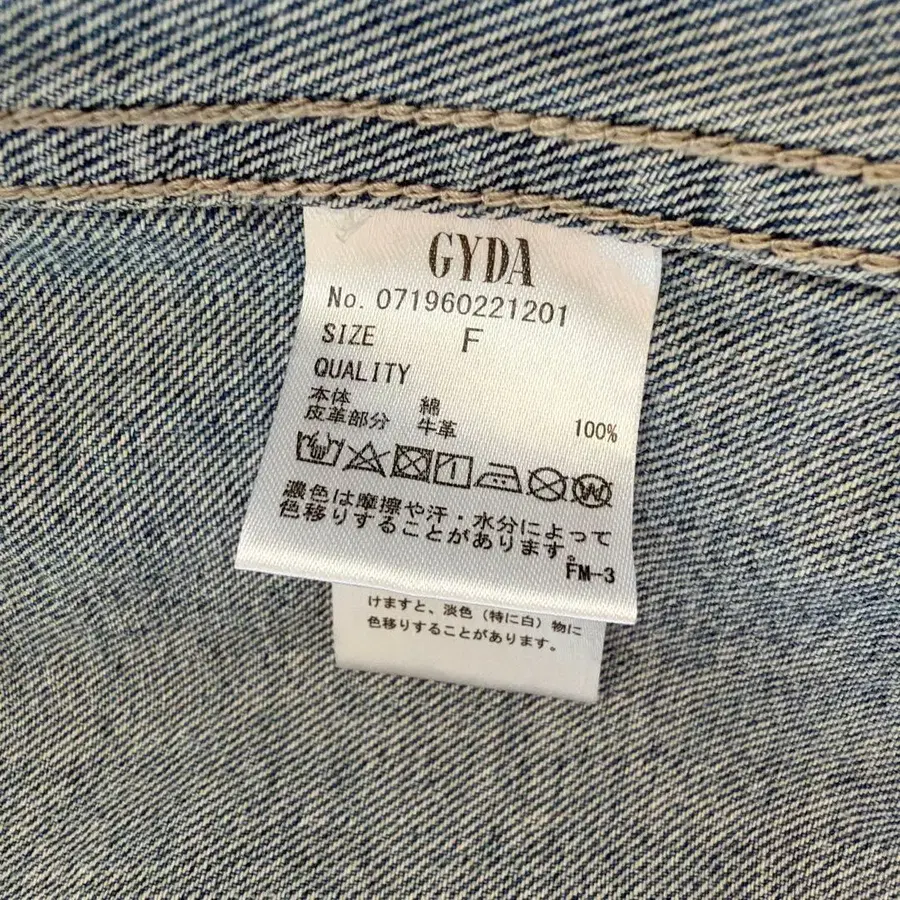 GYDA
No. 071960221201
SIZE F
QUALITY
本体 綿 100%
皮革部分 牛革
濃色は摩擦や汗・水分によって
色移りすることがあります。
FM-3
けますと、淡色(特に白)物に
色移りすることがあります。